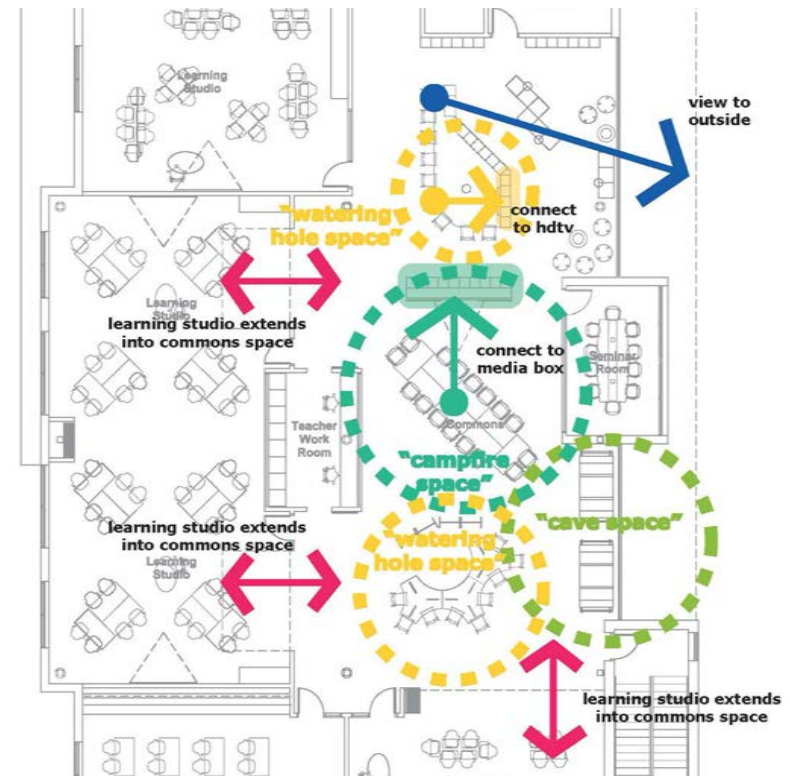 Learning
Studio
view to
outside
"watering
hole space"
connect
to hdtv
Learning
Studio
learning studio extends
into commons space
connect to
media box
Seminar
Room
Teacher
Work
Room
Commons
"campfire
space"
"cave space"
learning studio extends
into commons space
"watering
hole space"
Learning
Studio
learning studio extends
into commons space